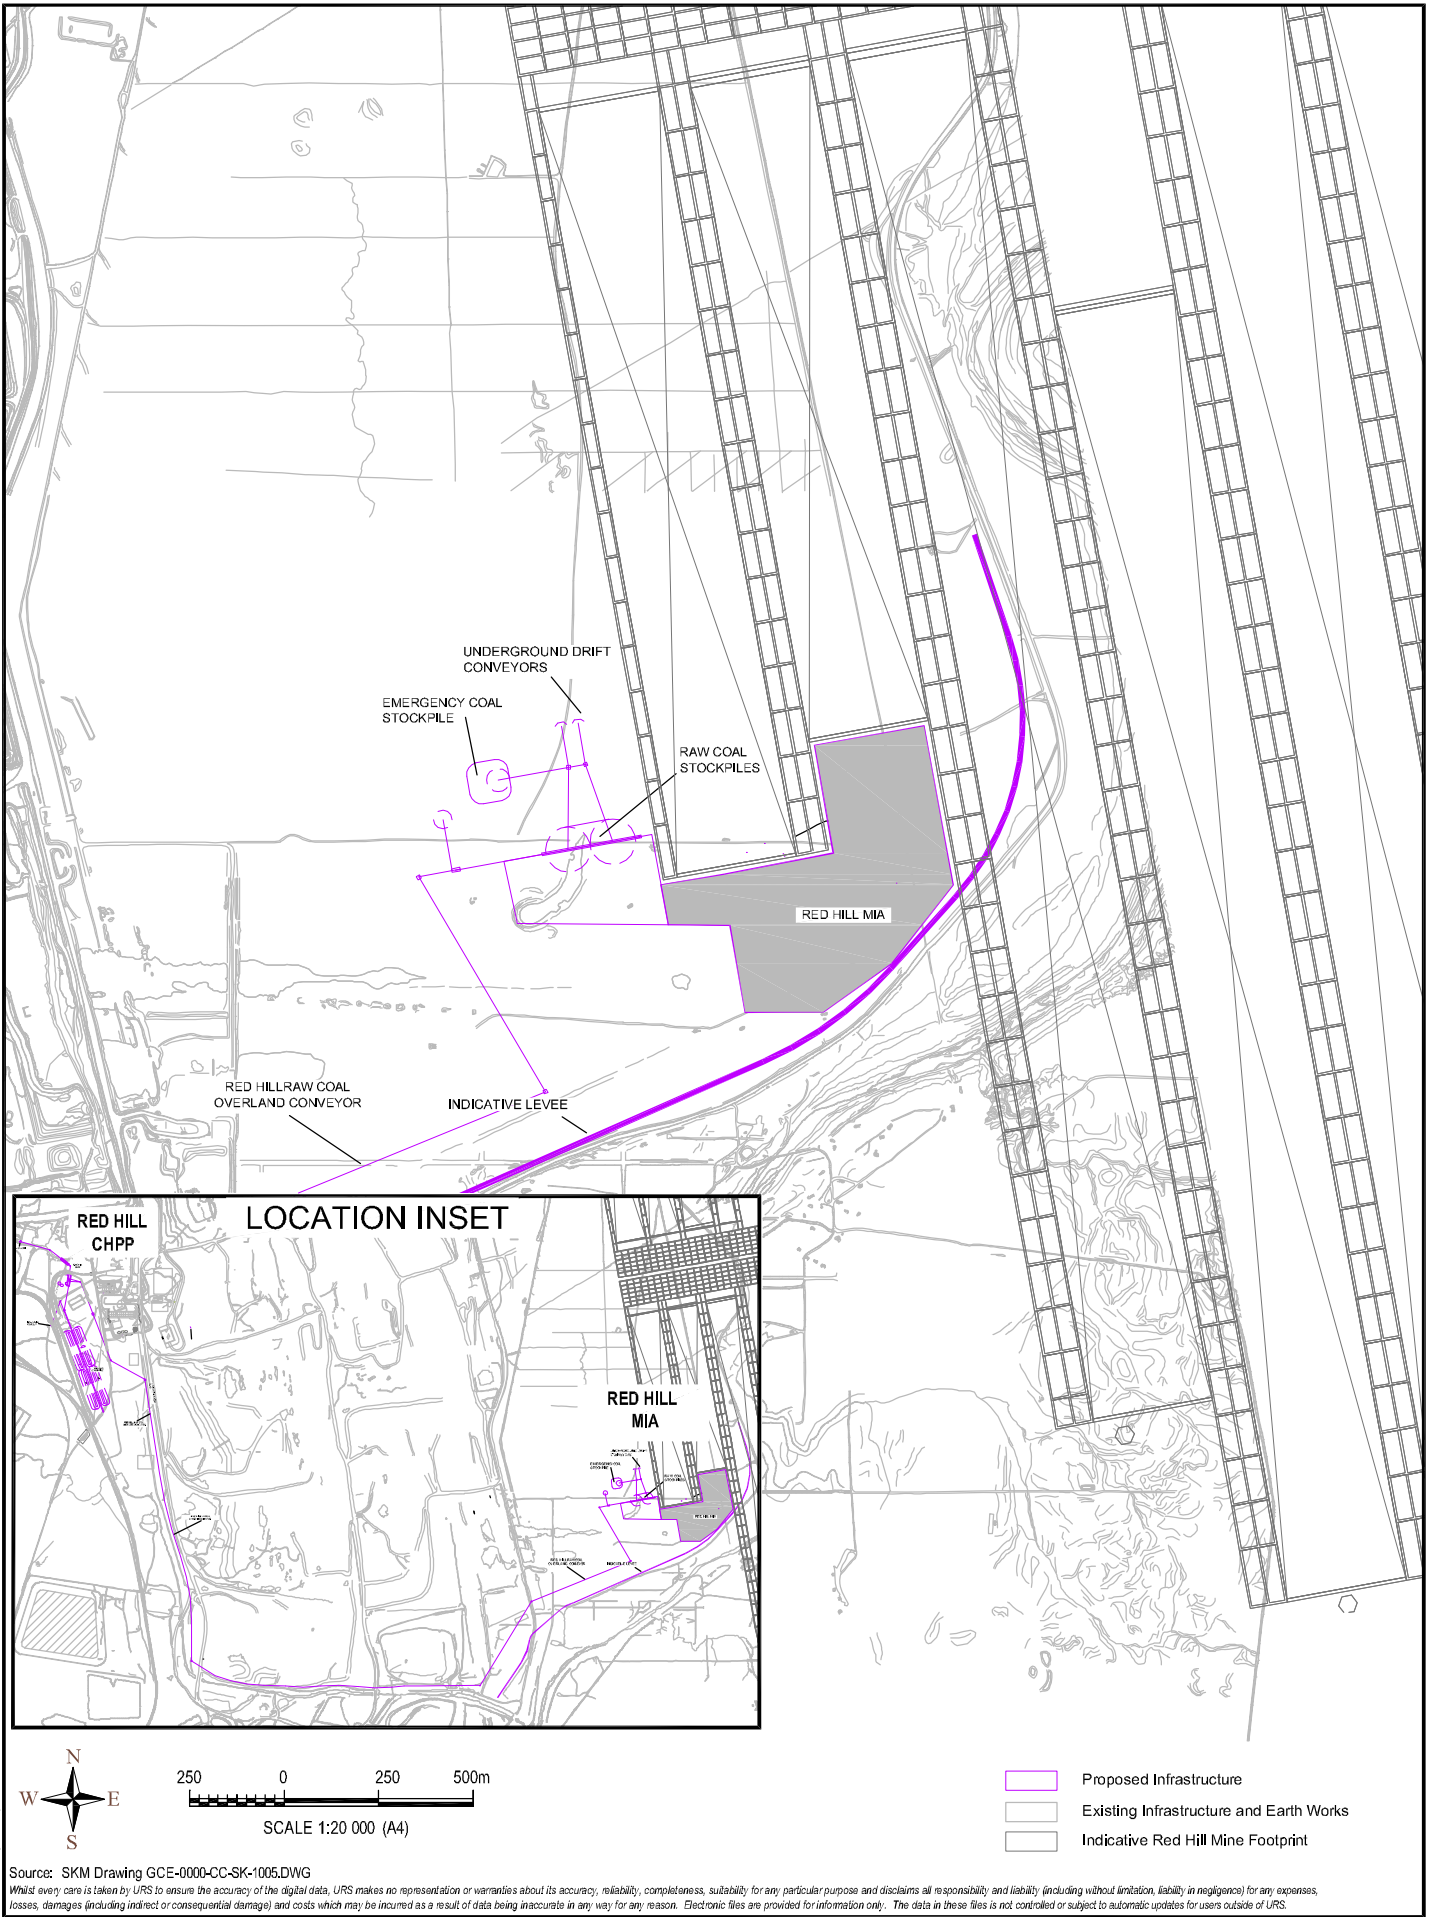 UNDERGROUND DRIFT
CONVEYORS
EMERGENCY COAL
STOCKPILE
RAW COAL
STOCKPILES
RED HILL MIA
RED HILLRAW COAL
OVERLAND CONVEYOR
INDICATIVE LEVEE
LOCATION INSET
RED HILL
CHPP
RED HILL
MIA
N
W E
S
250 0 250 500m
SCALE 1:20 000 (A4)
Proposed Infrastructure
Existing Infrastructure and Earth Works
Indicative Red Hill Mine Footprint
Source: SKM Drawing GCE-0000-CC-SK-1005.DWG
Whilst every care is taken by URS to ensure the accuracy of the digital data, URS makes no representation or warranties about its accuracy, reliability, completeness, suitability for any particular purpose and disclaims all responsibility and liability (including without limitation, liability in negligence) for any expenses,
losses, damages (including indirect or consequential damage) and costs which may be incurred as a result of data being inaccurate in any way for any reason. Electronic files are provided for information only. The data in these files is not controlled or subject to automatic updates for users outside of URS.